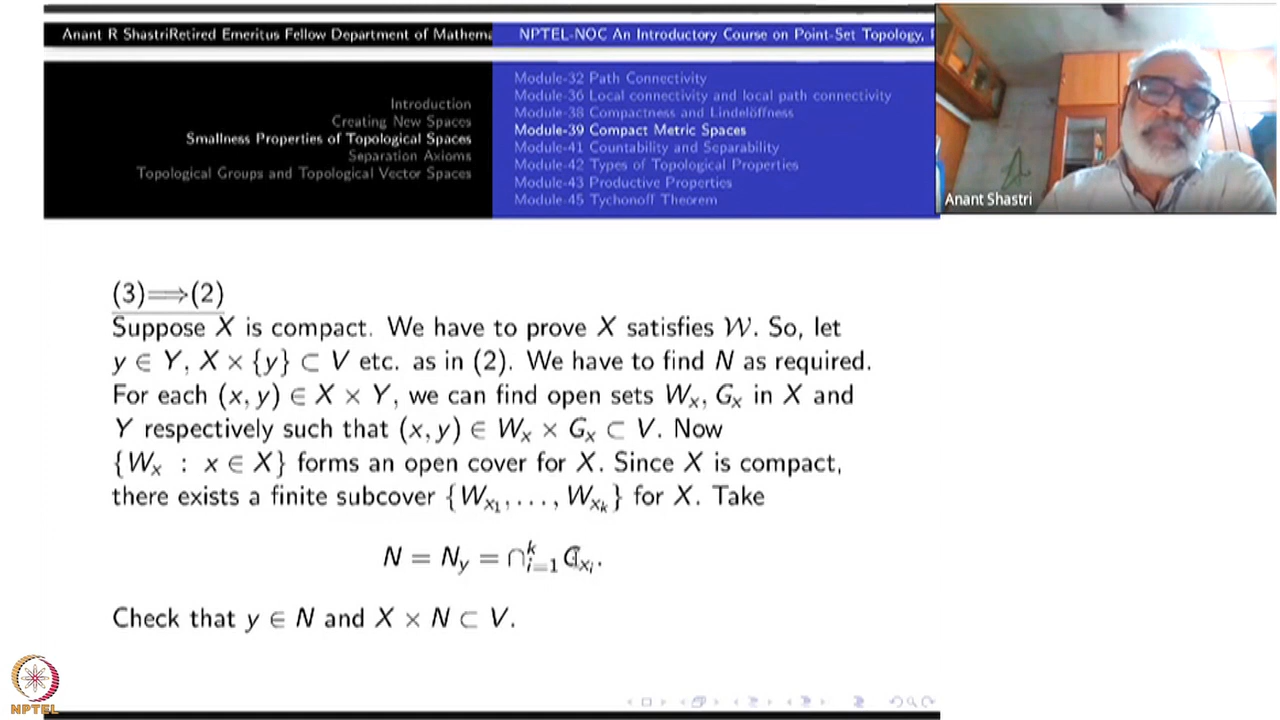 Anant R ShastriRetired Emeritus Fellow Department of Mathema
NPTEL-NOC An Introductory Course on Point-Set Topology,
Introduction
Creating New Spaces
Smallness Properties of Topological Spaces
Separation Axioms
Topological Groups and Topological Vector Spaces
Module-32 Path Connectivity
Module-36 Local connectivity and local path connectivity
Module-38 Compactness and Lindelöffness
Module-39 Compact Metric Spaces
Module-41 Countability and Separability
Module-42 Types of Topological Properties
Module-43 Productive Properties
Module-45 Tychonoff Theorem
Anant Shastri
(3)⟹(2)
Suppose X is compact. We have to prove X satisfies 𝒲. So, let
y ∈ Y, X × {y} ⊂ V etc. as in (2). We have to find N as required.
For each (x, y) ∈ X × Y, we can find open sets Wₓ, Gₓ in X and
Y respectively such that (x, y) ∈ Wₓ × Gₓ ⊂ V. Now
{Wₓ : x ∈ X} forms an open cover for X. Since X is compact,
there exists a finite subcover {W_{x_1}, . . . , W_{x_k}} for X. Take
N = N_y = ∩_{i=1}^k G_{x_i}.
Check that y ∈ N and X × N ⊂ V.
NPTEL